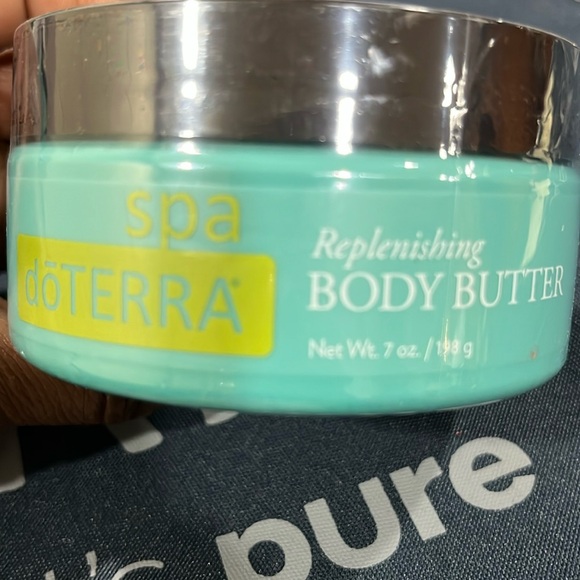 spa
dōTERRA®
Replenishing
BODY BUTTER
Net Wt. 7 oz. / 198 g
pure